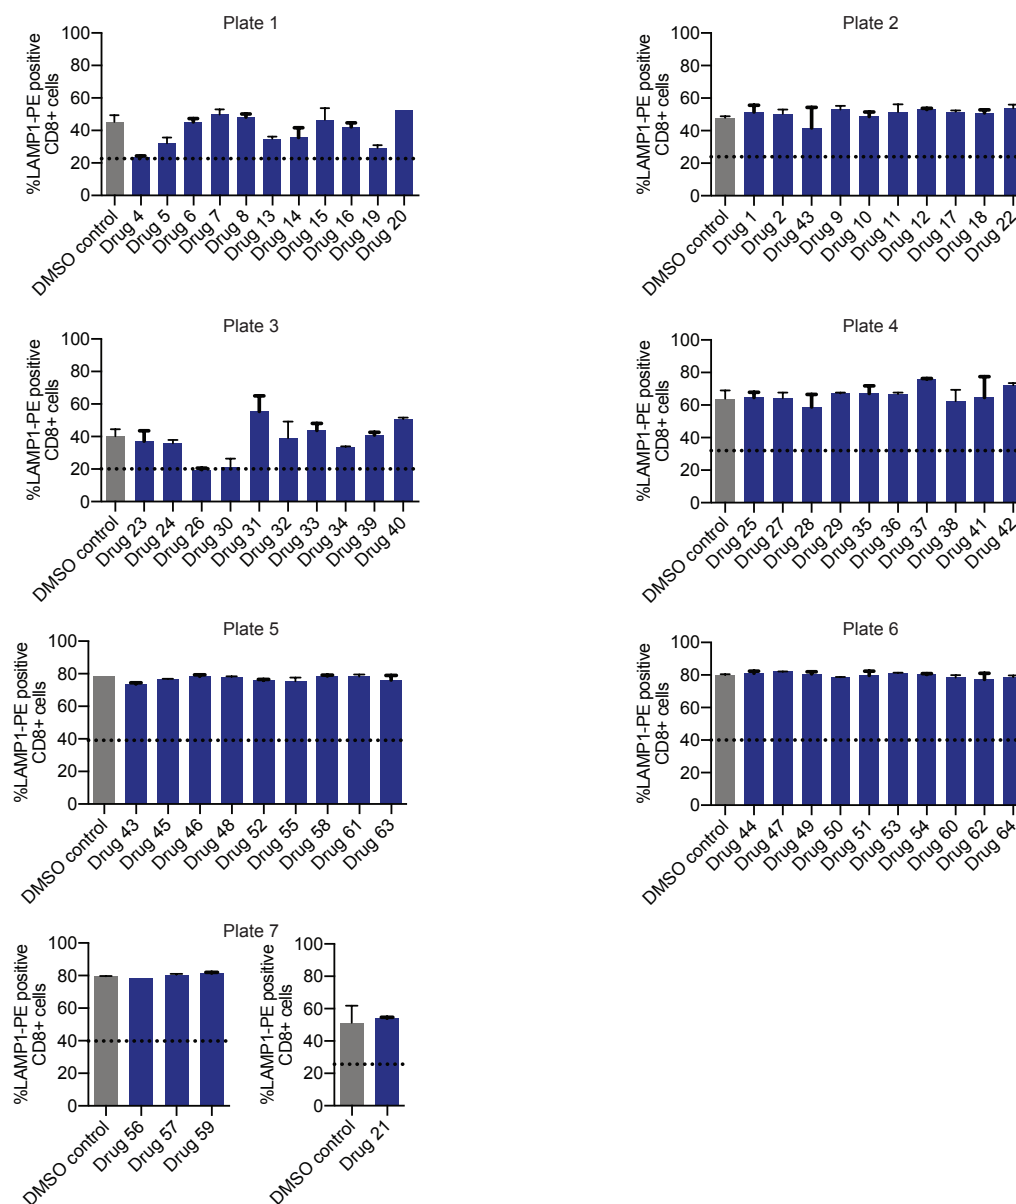 Plate 1
%LAMP1-PE positive
CD8+ cells
100
80
60
40
20
0
DMSO control
Drug 4
Drug 5
Drug 6
Drug 7
Drug 8
Drug 13
Drug 14
Drug 15
Drug 16
Drug 19
Drug 20
Plate 2
%LAMP1-PE positive
CD8+ cells
100
80
60
40
20
0
DMSO control
Drug 1
Drug 2
Drug 43
Drug 9
Drug 10
Drug 11
Drug 12
Drug 17
Drug 18
Drug 22
Plate 3
%LAMP1-PE positive
CD8+ cells
100
80
60
40
20
0
DMSO control
Drug 23
Drug 24
Drug 26
Drug 30
Drug 31
Drug 32
Drug 33
Drug 34
Drug 39
Drug 40
Plate 4
%LAMP1-PE positive
CD8+ cells
100
80
60
40
20
0
DMSO control
Drug 25
Drug 27
Drug 28
Drug 29
Drug 35
Drug 36
Drug 37
Drug 38
Drug 41
Drug 42
Plate 5
%LAMP1-PE positive
CD8+ cells
100
80
60
40
20
0
DMSO control
Drug 43
Drug 45
Drug 46
Drug 48
Drug 52
Drug 55
Drug 58
Drug 61
Drug 63
Plate 6
%LAMP1-PE positive
CD8+ cells
100
80
60
40
20
0
DMSO control
Drug 44
Drug 47
Drug 49
Drug 50
Drug 51
Drug 53
Drug 54
Drug 60
Drug 62
Drug 64
Plate 7
%LAMP1-PE positive
CD8+ cells
100
80
60
40
20
0
DMSO control
Drug 56
Drug 57
Drug 59
%LAMP1-PE positive
CD8+ cells
100
80
60
40
20
0
DMSO control
Drug 21